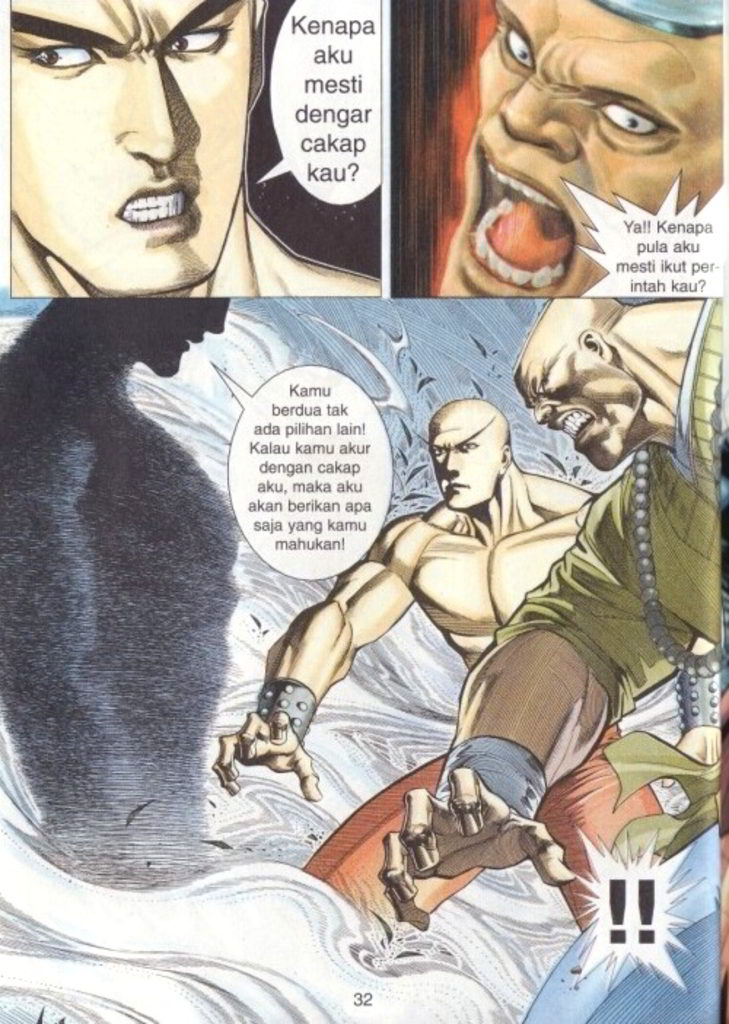 Kenapa
aku
mesti
dengar
cakap
kau?
Ya!! Kenapa
pula aku
mesti ikut per-
intah kau?
Kamu
berdua tak
ada pilihan lain!
Kalau kamu akur
dengan cakap
aku, maka aku
akan berikan apa
saja yang kamu
mahukan!
!!
32